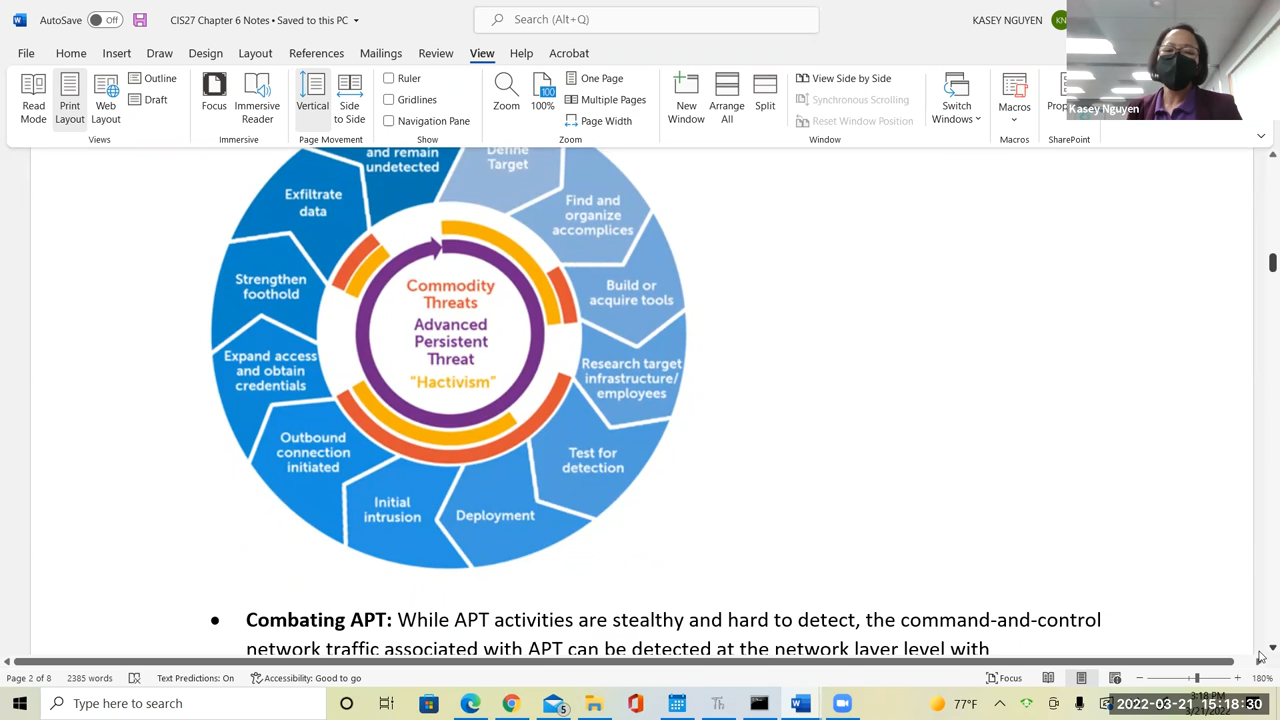 AutoSave Off CIS27 Chapter 6 Notes • Saved to this PC Search (Alt+Q) KASEY NGUYEN KN
File Home Insert Draw Design Layout References Mailings Review View Help Acrobat
Read Mode
Print Layout
Web Layout
Outline
Draft
Views
Focus
Immersive Reader
Immersive
Vertical
Side to Side
Page Movement
Ruler
Gridlines
Navigation Pane
Show
Zoom
100
100%
One Page
Multiple Pages
Page Width
Zoom
New Window
Arrange All
Split
View Side by Side
Synchronous Scrolling
Reset Window Position
Window
Switch Windows
Macros
Macros
SharePoint
Kasey Nguyen
and remain
undetected
Define
Target
Find and
organize
accomplices
Build or
acquire tools
Research target
infrastructure/
employees
Test for
detection
Deployment
Initial
intrusion
Outbound
connection
initiated
Expand access
and obtain
credentials
Strengthen
foothold
Exfiltrate
data
Commodity
Threats
Advanced
Persistent
Threat
"Hactivism"
• Combating APT: While APT activities are stealthy and hard to detect, the command-and-control
network traffic associated with APT can be detected at the network layer level with
Page 2 of 8 2385 words Text Predictions: On Accessibility: Good to go Focus 180%
Type here to search 5 77°F
3:18 PM
2022-03-21 15:18:30